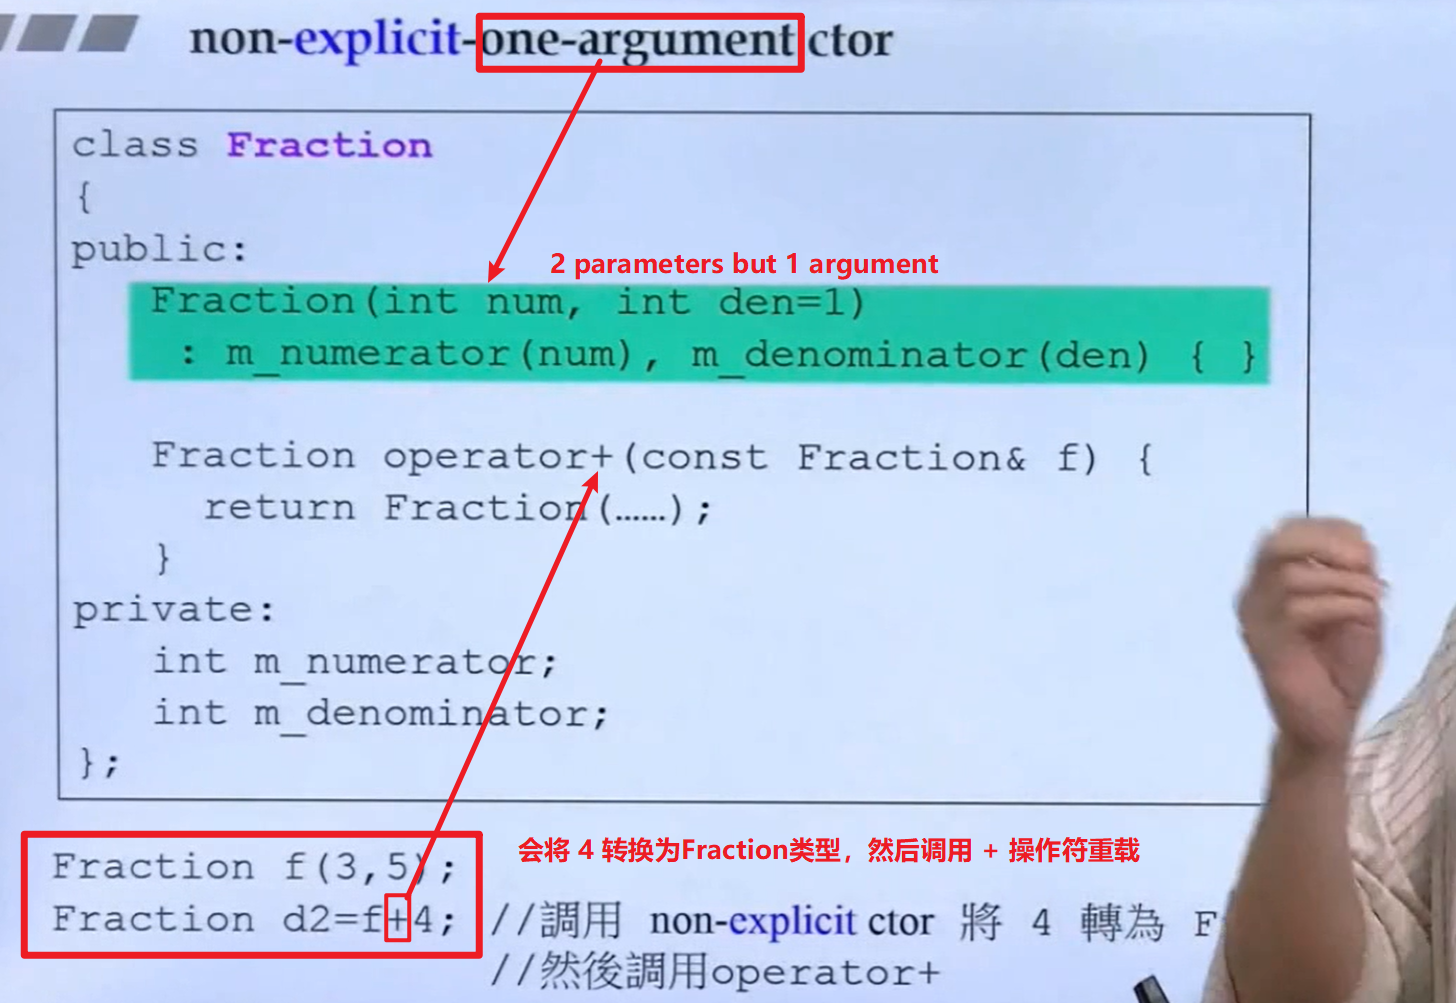 non-explicit-one-argument ctor
class Fraction
{
public:
2 parameters but 1 argument
Fraction(int num, int den=1)
: m_numerator(num), m_denominator(den) { }
Fraction operator+(const Fraction& f) {
return Fraction(……);
}
private:
int m_numerator;
int m_denominator;
};
会将 4 转换为Fraction类型，然后调用 + 操作符重载
Fraction f(3,5);
Fraction d2=f+4; //調用 non-explicit ctor 將 4 轉為
//然後調用operator+